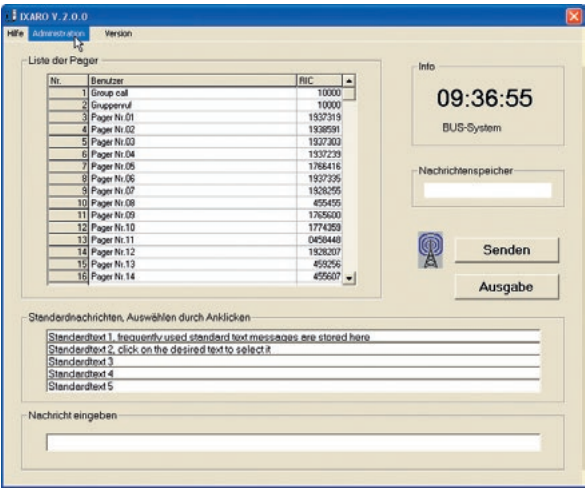 IXARO V.2.0.0
Hilfe Administration Version
Liste der Pager
Nr. Benutzer RIC
1 Group call 10000
2 Gruppenruf 10000
3 Pager Nr.01 1937319
4 Pager Nr.02 1938591
5 Pager Nr.03 1937303
6 Pager Nr.04 1937239
7 Pager Nr.05 1766416
8 Pager Nr.06 1937335
9 Pager Nr.07 1928255
10 Pager Nr.08 455455
11 Pager Nr.09 1765600
12 Pager Nr.10 1774359
13 Pager Nr.11 0458448
14 Pager Nr.12 1928207
15 Pager Nr.13 459256
16 Pager Nr.14 455607
Info
09:36:55
BUS-System
Nachrichtenspeicher
Senden
Ausgabe
Standardnachrichten, Auswählen durch Anklicken
Standardtext 1, frequently used standard text messages are stored here
Standardtext 2, click on the desired text to select it
Standardtext 3
Standardtext 4
Standardtext 5
Nachricht eingeben